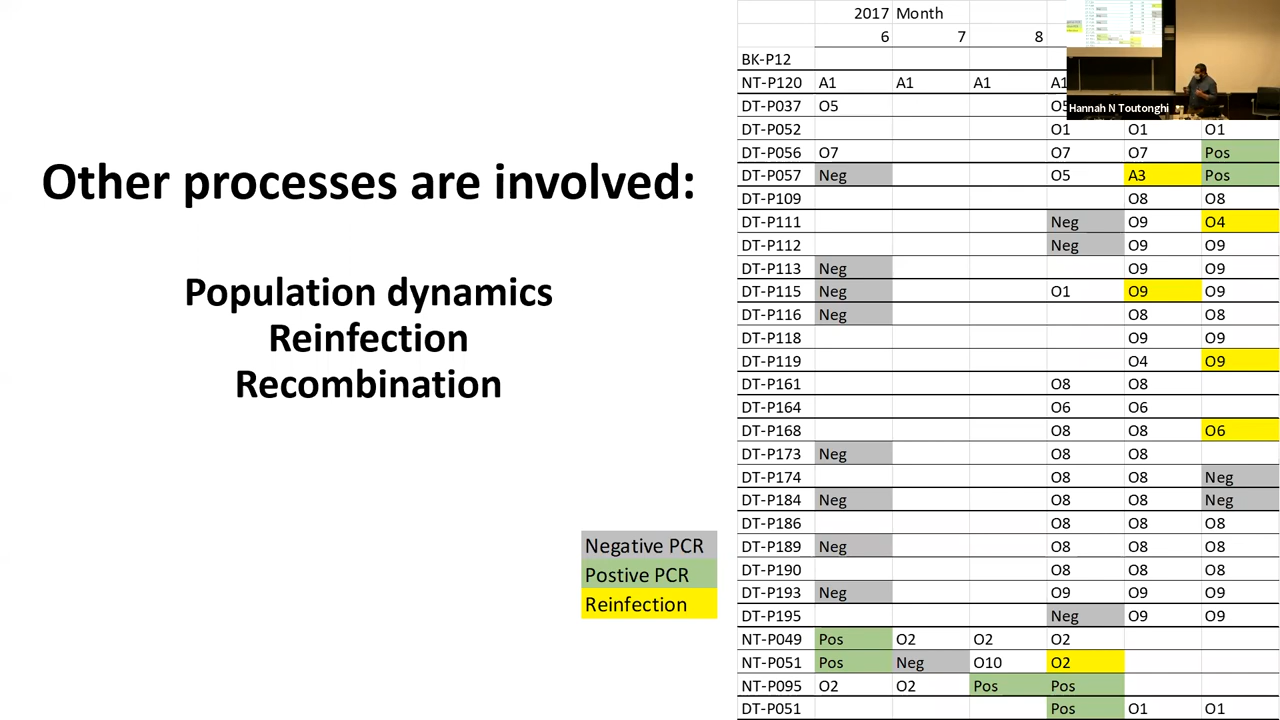 Other processes are involved:
Population dynamics
Reinfection
Recombination
Negative PCR
Postive PCR
Reinfection
2017 Month
6 7 8
BK-P12
NT-P120 A1 A1 A1 A1
DT-P037 O5 O5
Hannah N Toutonghi
DT-P052 O1 O1 O1
DT-P056 O7 O7 O7 Pos
DT-P057 Neg O5 A3 Pos
DT-P109 O8 O8
DT-P111 Neg O9 O4
DT-P112 Neg O9 O9
DT-P113 Neg O9 O9
DT-P115 Neg O1 O9 O9
DT-P116 Neg O8 O8
DT-P118 O9 O9
DT-P119 O4 O9
DT-P161 O8 O8
DT-P164 O6 O6
DT-P168 O8 O8 O6
DT-P173 Neg O8 O8
DT-P174 O8 O8 Neg
DT-P184 Neg O8 O8 Neg
DT-P186 O8 O8 O8
DT-P189 Neg O8 O8 O8
DT-P190 O8 O8 O8
DT-P193 Neg O9 O9 O9
DT-P195 Neg O9 O9
NT-P049 Pos O2 O2 O2
NT-P051 Pos Neg O10 O2
NT-P095 O2 O2 Pos Pos
DT-P051 Pos O1 O1